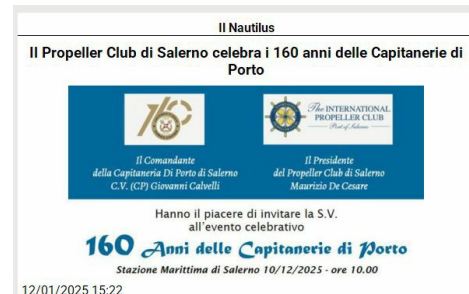 Il Nautilus
Il Propeller Club di Salerno celebra i 160 anni delle Capitanerie di
Porto
160
The INTERNATIONAL
PROPELLER CLUB
Port of Salerno
Il Comandante
della Capitaneria Di Porto di Salerno
C.V. (CP) Giovanni Calvelli
Il Presidente
del Propeller Club di Salerno
Maurizio De Cesare
Hanno il piacere di invitare la S.V.
all'evento celebrativo
160 Anni delle Capitanerie di Porto
Stazione Marittima di Salerno 10/12/2025 - ore 10.00
12/01/2025 15:22